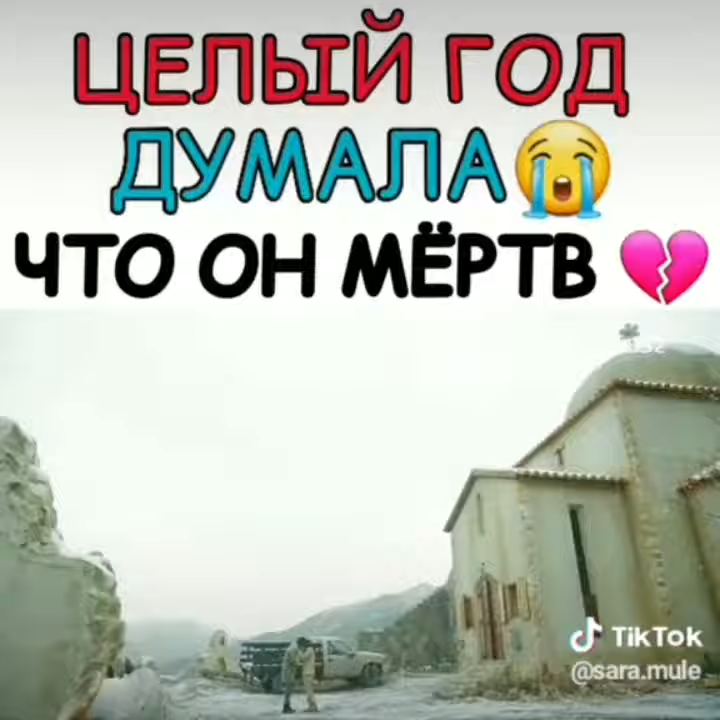 ЦЕЛЫЙ ГОД
ДУМАЛА😭
ЧТО ОН МЁРТВ 💔
TikTok
@sara.mule